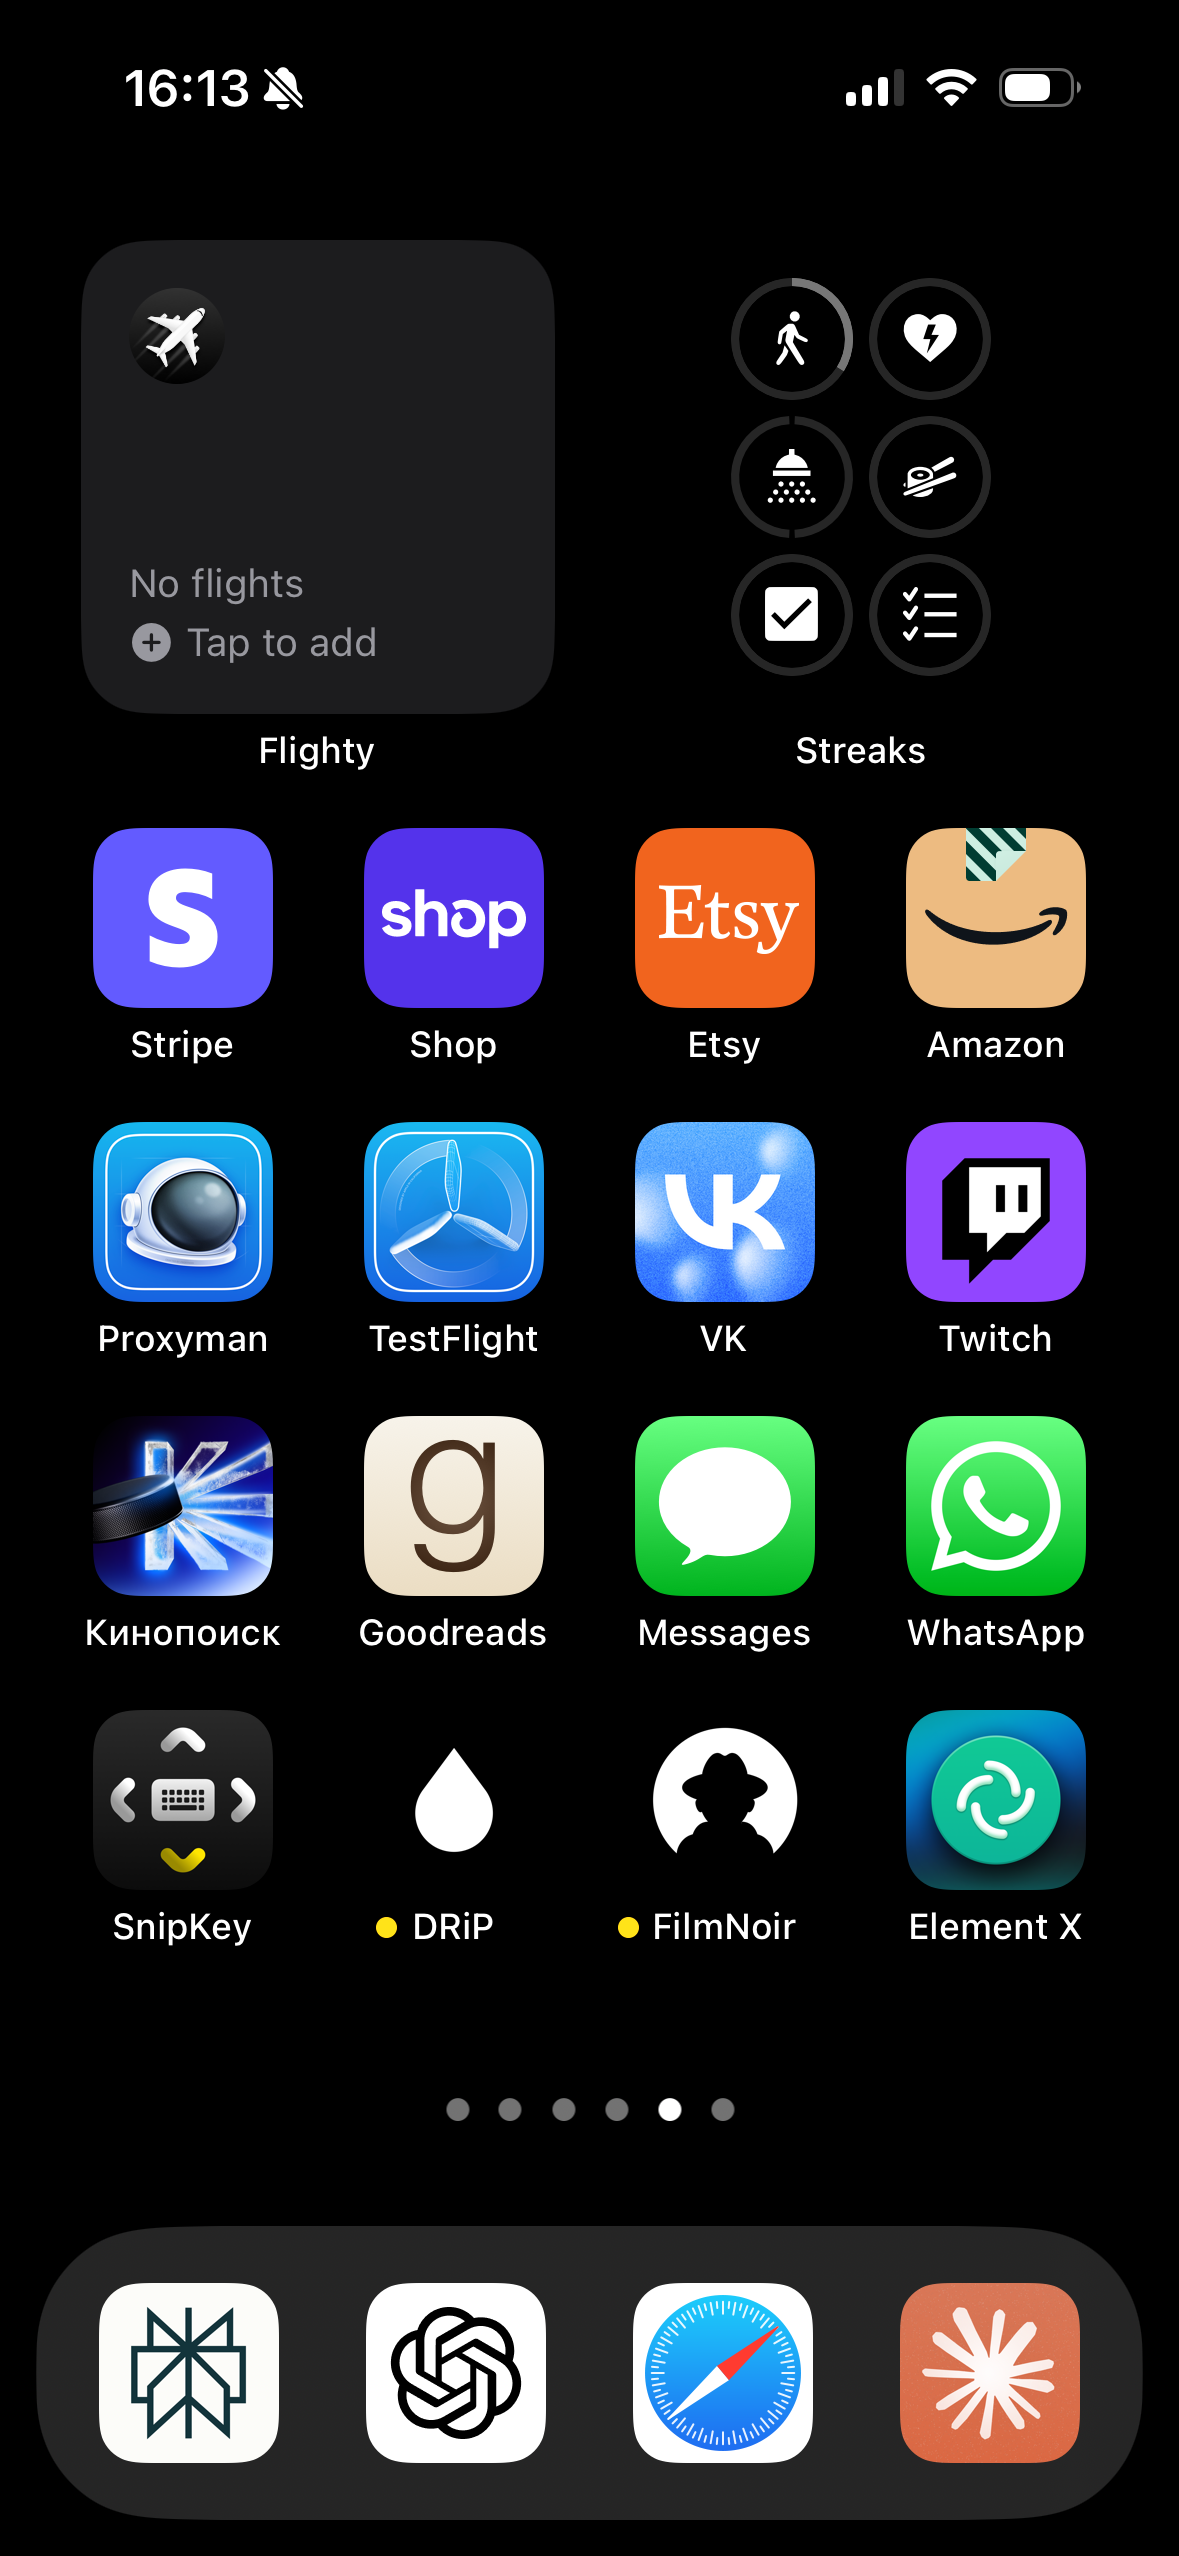 16:13
No flights
Tap to add
Flighty
Streaks
S
shop
Etsy
Stripe
Shop
Etsy
Amazon
VK
Proxyman
TestFlight
VK
Twitch
K
g
Кинопоиск
Goodreads
Messages
WhatsApp
SnipKey
DRiP
FilmNoir
Element X